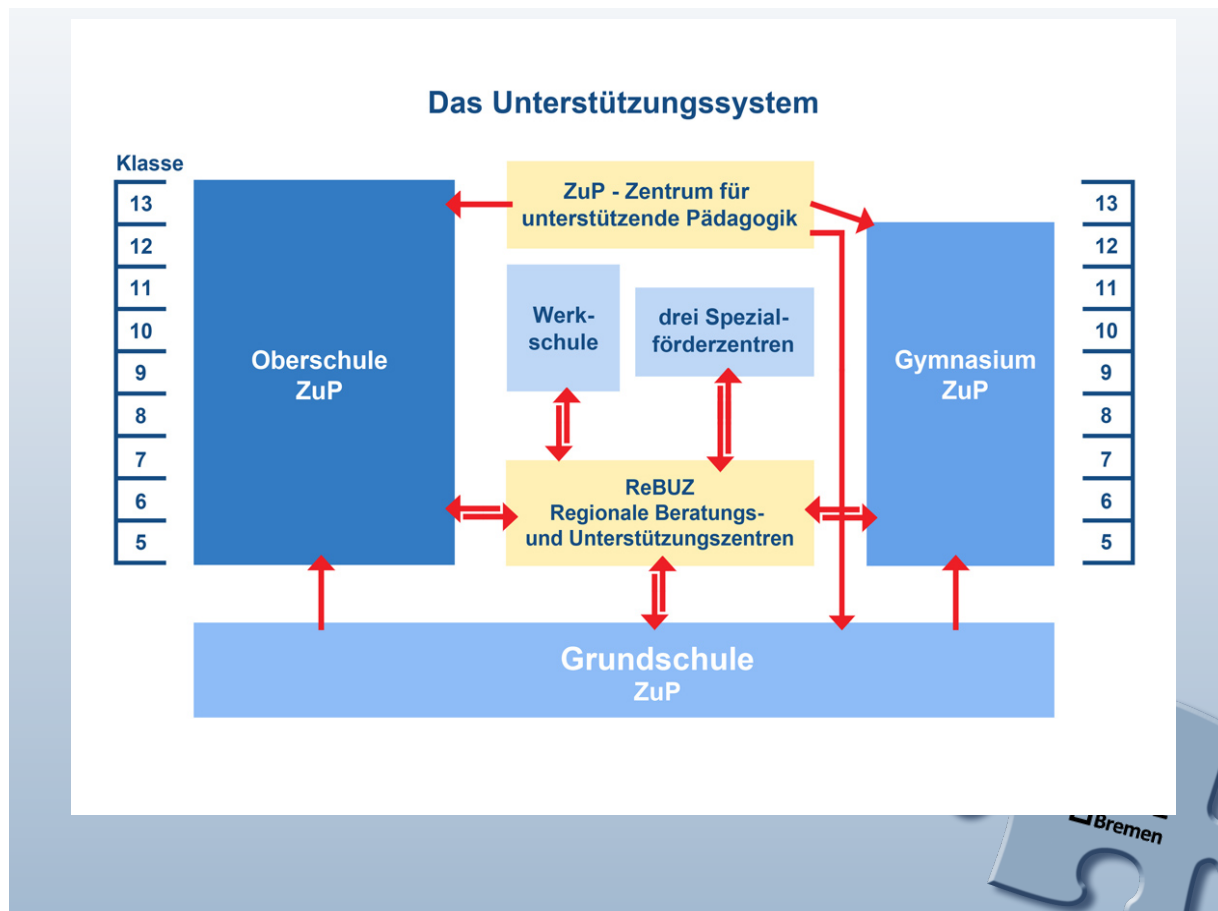 Das Unterstützungssystem
Klasse
13
12
11
10
9
8
7
6
5
Oberschule
ZuP
ZuP - Zentrum für
unterstützende Pädagogik
Werk-
schule
drei Spezial-
förderzentren
ReBUZ
Regionale Beratungs-
und Unterstützungszentren
Gymnasium
ZuP
13
12
11
10
9
8
7
6
5
Grundschule
ZuP
Bremen